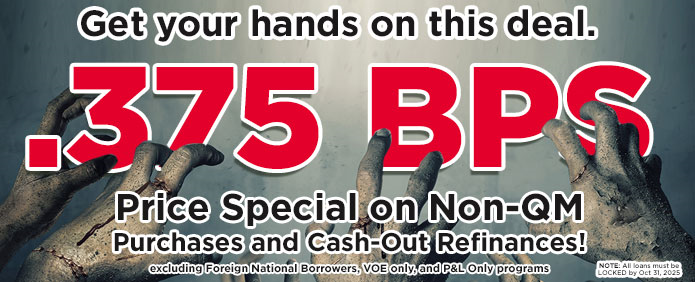 Get your hands on this deal.
.375 BPS
Price Special on Non-QM
Purchases and Cash-Out Refinances!
excluding Foreign National Borrowers, VOE only, and P&L Only programs
NOTE: All loans must be
LOCKED by Oct 31, 2025